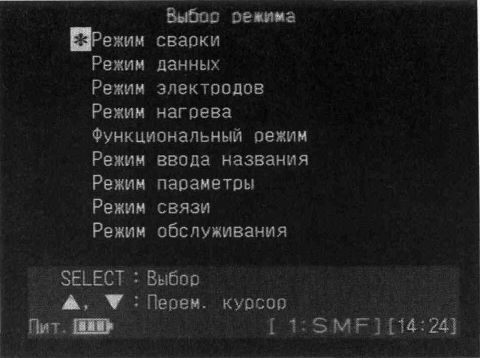 Выбор режима
*Режим сварки
Режим данных
Режим электродов
Режим нагрева
Функциональный режим
Режим ввода названия
Режим параметры
Режим связи
Режим обслуживания
SELECT : Выбор
▲, ▼ : Перем. курсор
Пит. [ 1:SMF][14:24]